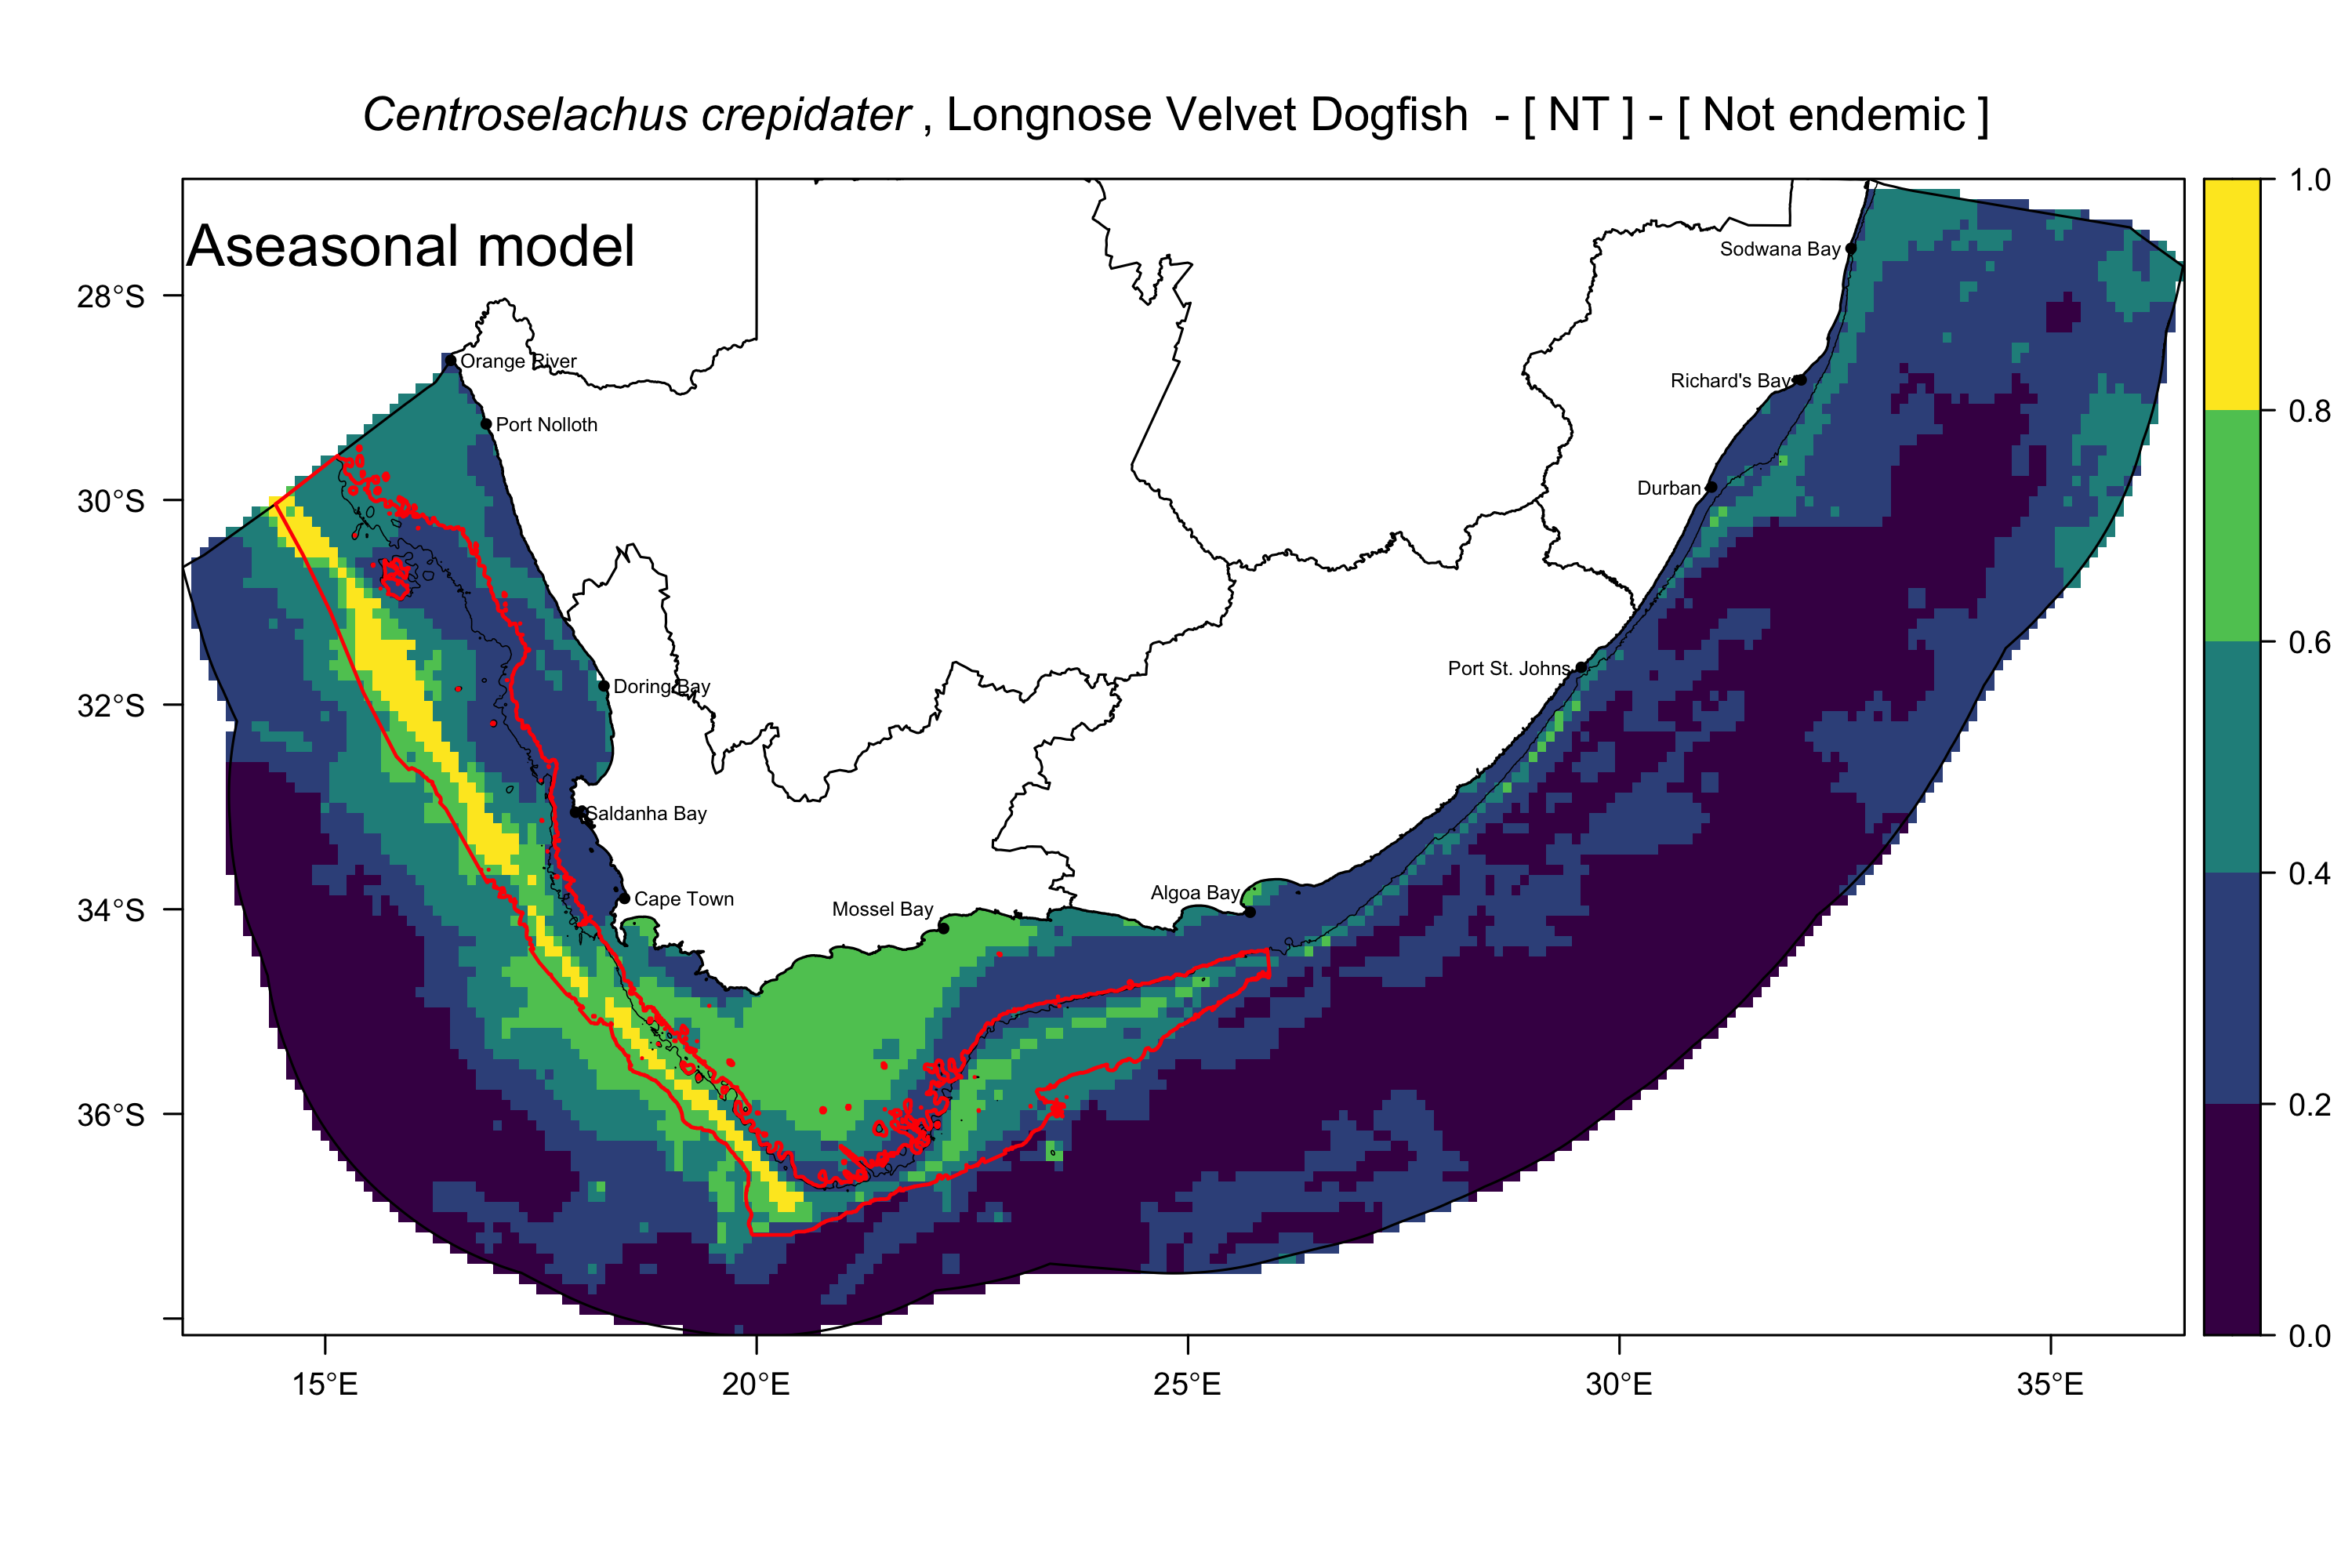 Centroselachus crepidater , Longnose Velvet Dogfish - [ NT ] - [ Not endemic ]
Aseasonal model
1.0
0.8
0.6
0.4
0.2
0.0
28°S
30°S
32°S
34°S
36°S
15°E
20°E
25°E
30°E
35°E
Sodwana Bay
Orange River
Richard's Bay
Port Nolloth
Durban
Port St. Johns
Doring Bay
Saldanha Bay
Algoa Bay
Cape Town
Mossel Bay